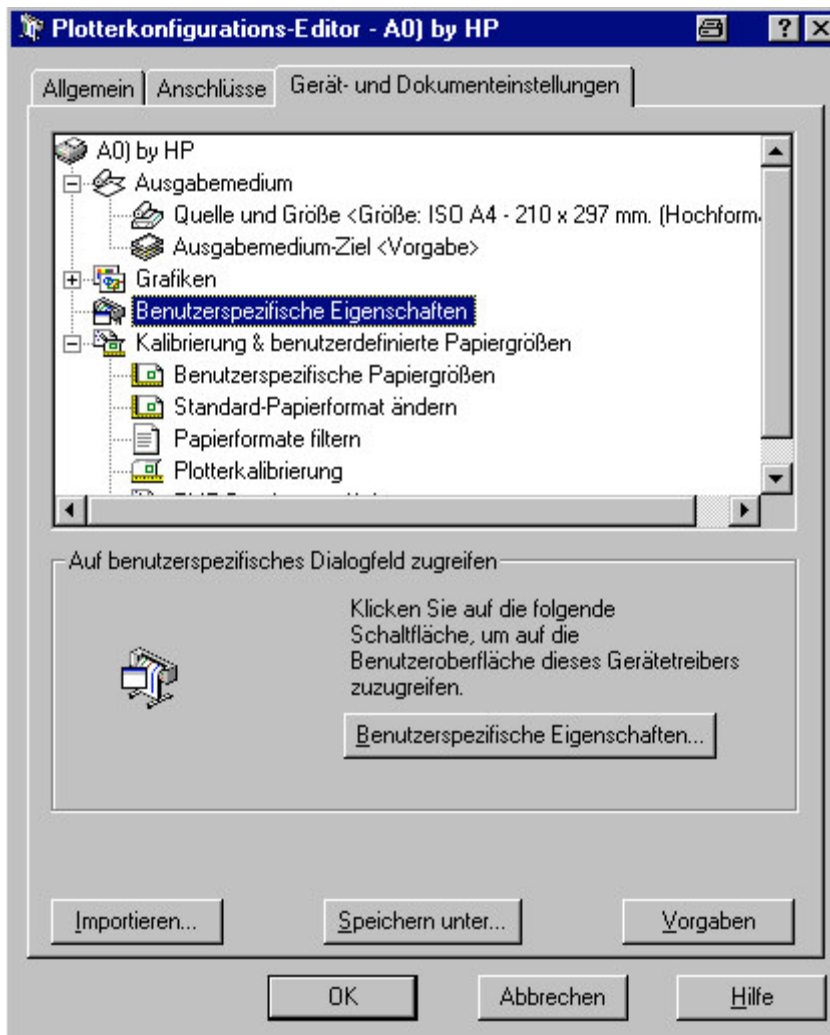 Plotterkonfigurations-Editor - A0) by HP
Allgemein
Anschlüsse
Gerät- und Dokumenteinstellungen
A0) by HP
Ausgabemedium
Quelle und Größe <Größe: ISO A4 - 210 x 297 mm. (Hochform
Ausgabemedium-Ziel <Vorgabe>
Grafiken
Benutzerspezifische Eigenschaften
Kalibrierung & benutzerdefinierte Papiergrößen
Benutzerspezifische Papiergrößen
Standard-Papierformat ändern
Papierformate filtern
Plotterkalibrierung
Auf benutzerspezifisches Dialogfeld zugreifen
Klicken Sie auf die folgende
Schaltfläche, um auf die
Benutzeroberfläche dieses Gerätetreibers
zuzugreifen.
Benutzerspezifische Eigenschaften...
Importieren...
Speichern unter...
Vorgaben
OK
Abbrechen
Hilfe